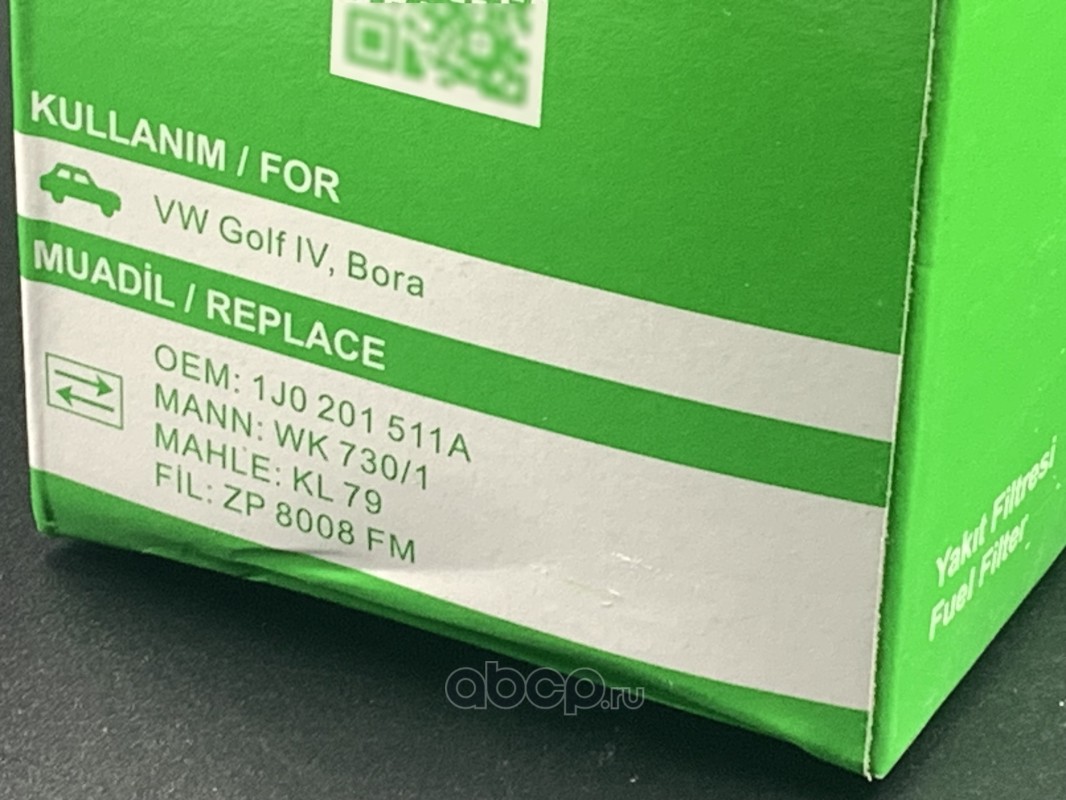 KULLANIM / FOR
VW Golf IV, Bora
MUADİL / REPLACE
OEM: 1J0 201 511A
MANN: WK 730/1
MAHLE: KL 79
FİL: ZP 8008 FM
Yakıt Filtresi
Fuel Filter
abcp.ru